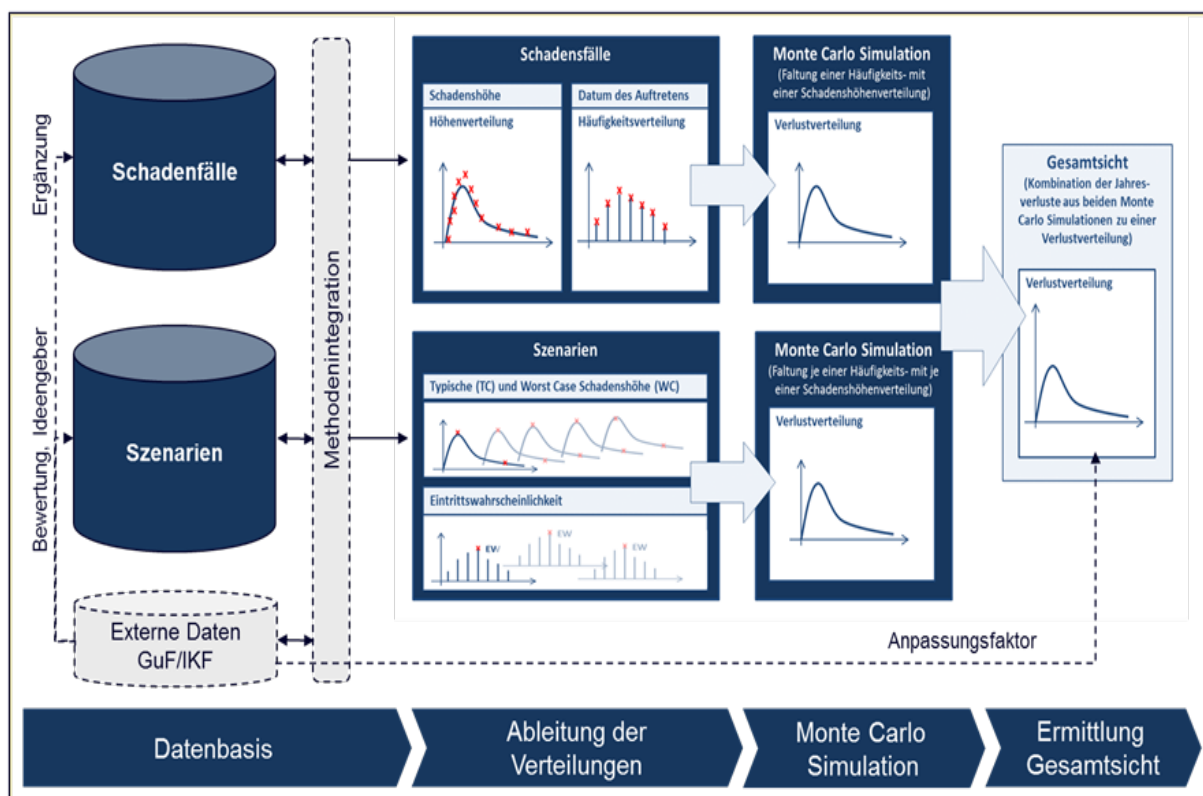 Ergänzung
Bewertung, Ideengeber
Schadenfälle
Szenarien
Externe Daten
GuF/IKF
Methodenintegration
Schadensfälle
Schadenshöhe
Höhenverteilung
Datum des Auftretens
Häufigkeitsverteilung
Monte Carlo Simulation
(Faltung einer Häufigkeits- mit
einer Schadenshöhenverteilung)
Verlustverteilung
Szenarien
Typische (TC) und Worst Case Schadenshöhe (WC)
Eintrittswahrscheinlichkeit
EW
EW
EW
Monte Carlo Simulation
(Faltung je einer Häufigkeits- mit je
einer Schadenshöhenverteilung)
Verlustverteilung
Gesamtsicht
(Kombination der Jahres-
verluste aus beiden Monte
Carlo Simulationen zu einer
Verlustverteilung)
Verlustverteilung
Anpassungsfaktor
Datenbasis
Ableitung der
Verteilungen
Monte Carlo
Simulation
Ermittlung
Gesamtsicht